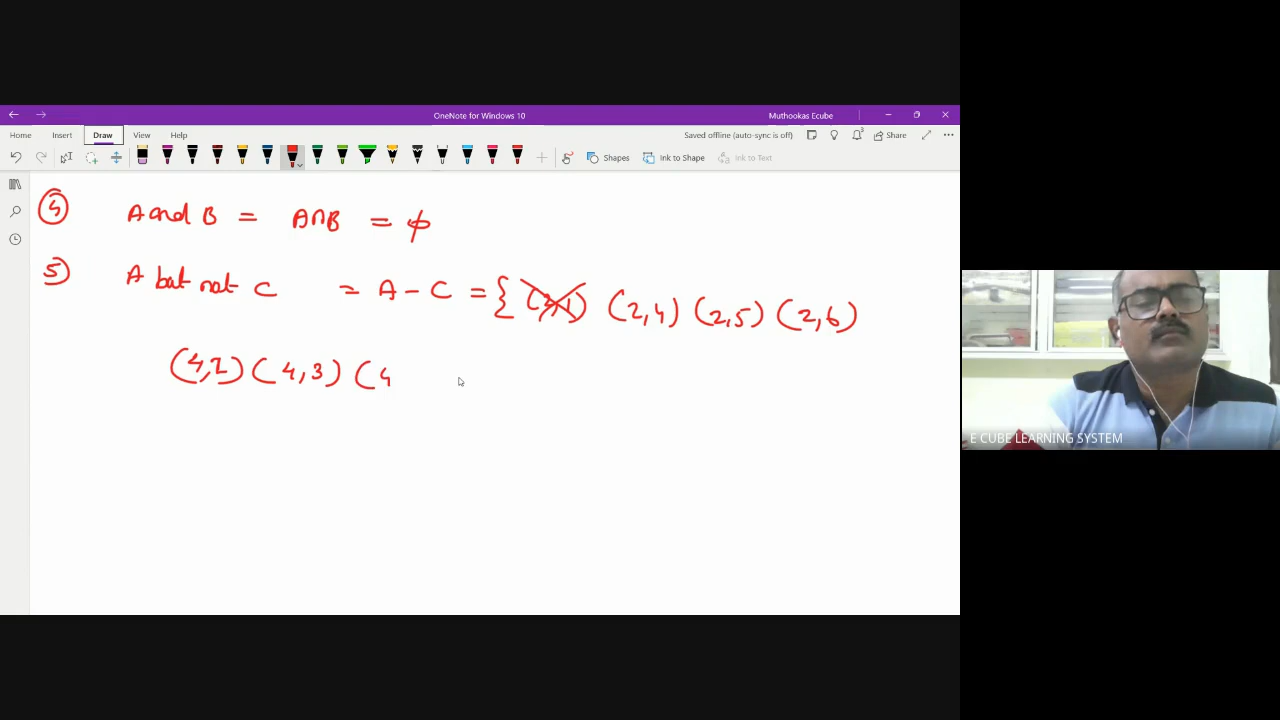 OneNote for Windows 10
Muthookas Ecube
Home Insert Draw View Help
Saved offline (auto-sync is off) Share
Shapes Ink to Shape Ink to Text
4 A and B = A∩B = ϕ
5 A but not C = A - C = { (2,1) (2,4) (2,5) (2,6)
(4,2) (4,3) (4
E CUBE LEARNING SYSTEM